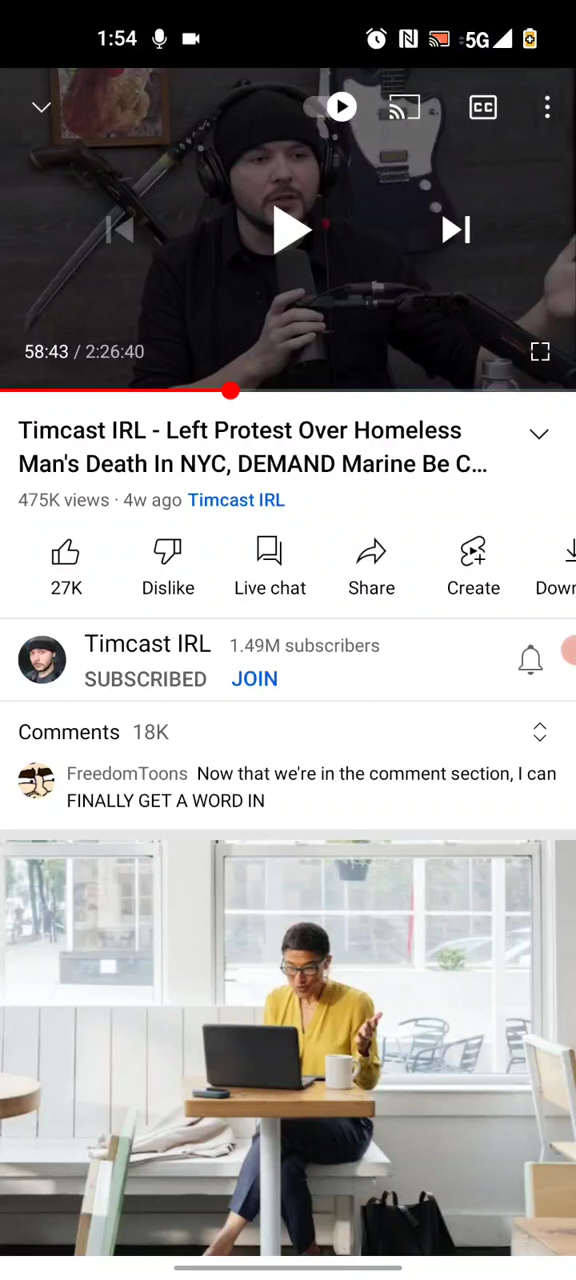 1:54
5G
CC
58:43 / 2:26:40
Timcast IRL - Left Protest Over Homeless
Man's Death In NYC, DEMAND Marine Be C...
475K views · 4w ago Timcast IRL
27K Dislike Live chat Share Create Down
Timcast IRL 1.49M subscribers
SUBSCRIBED JOIN
Comments 18K
FreedomToons Now that we're in the comment section, I can
FINALLY GET A WORD IN